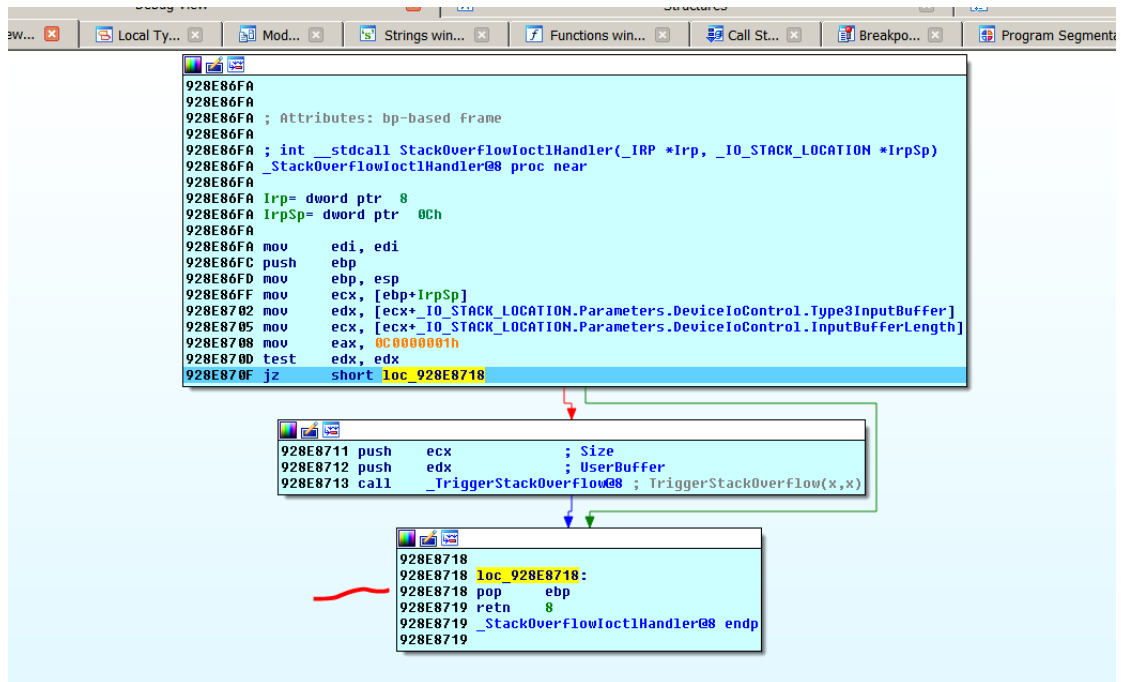 Debug View
Structures
ew...
Local Ty...
Mod...
's' Strings win...
f Functions win...
Call St...
Breakpo...
Program Segmenta
928E86FA
928E86FA
928E86FA ; Attributes: bp-based frame
928E86FA
928E86FA ; int __stdcall StackOverflowIoctlHandler(_IRP *Irp, _IO_STACK_LOCATION *IrpSp)
928E86FA _StackOverflowIoctlHandler@8 proc near
928E86FA
928E86FA Irp= dword ptr  8
928E86FA IrpSp= dword ptr  0Ch
928E86FA
928E86FA mov     edi, edi
928E86FC push    ebp
928E86FD mov     ebp, esp
928E86FF mov     ecx, [ebp+IrpSp]
928E8702 mov     edx, [ecx+_IO_STACK_LOCATION.Parameters.DeviceIoControl.Type3InputBuffer]
928E8705 mov     ecx, [ecx+_IO_STACK_LOCATION.Parameters.DeviceIoControl.InputBufferLength]
928E8708 mov     eax, 0C0000001h
928E870D test    edx, edx
928E870F jz      short loc_928E8718
928E8711 push    ecx             ; Size
928E8712 push    edx             ; UserBuffer
928E8713 call    _TriggerStackOverflow@8 ; TriggerStackOverflow(x,x)
928E8718
928E8718 loc_928E8718:
928E8718 pop     ebp
928E8719 retn    8
928E8719 _StackOverflowIoctlHandler@8 endp
928E8719